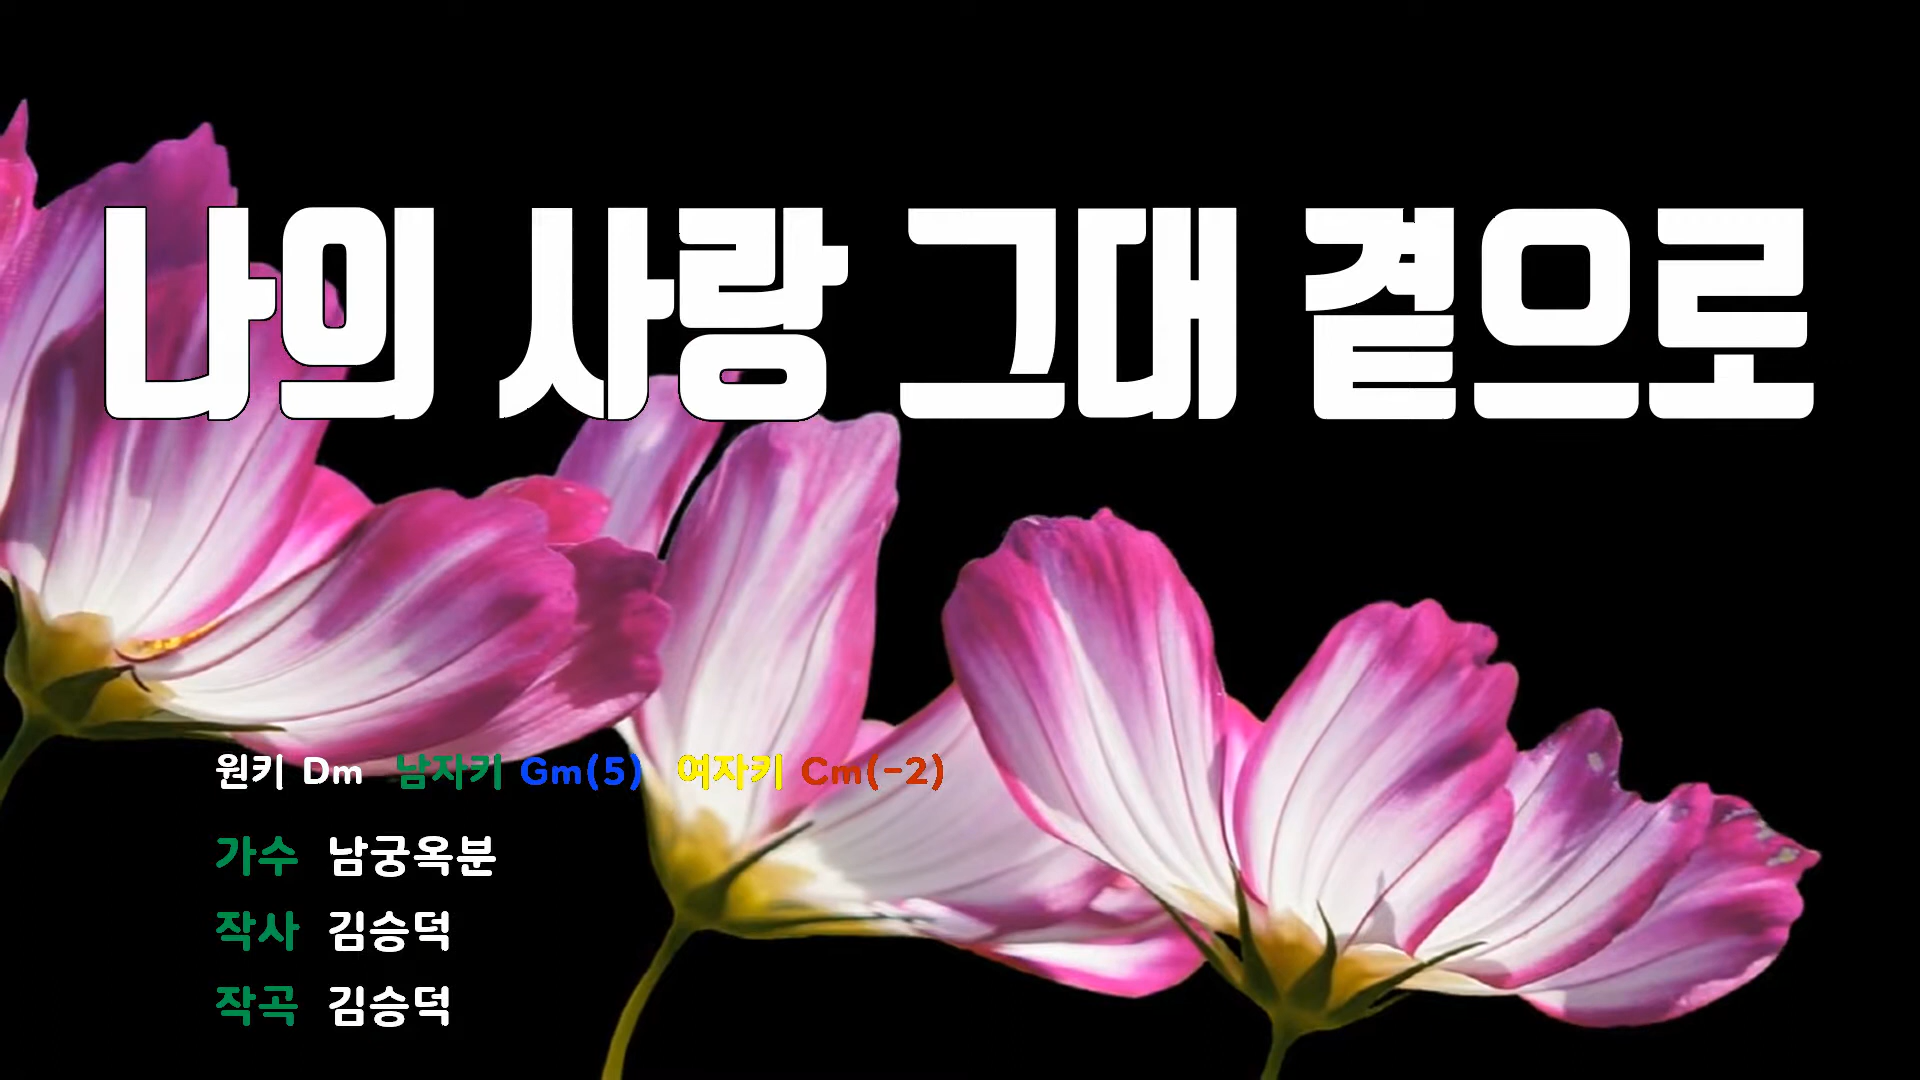 나의 사랑 그대 곁으로
원키 Dm 남자키 Gm(5) 여자키 Cm(-2)
가수 남궁옥분
작사 김승덕
작곡 김승덕